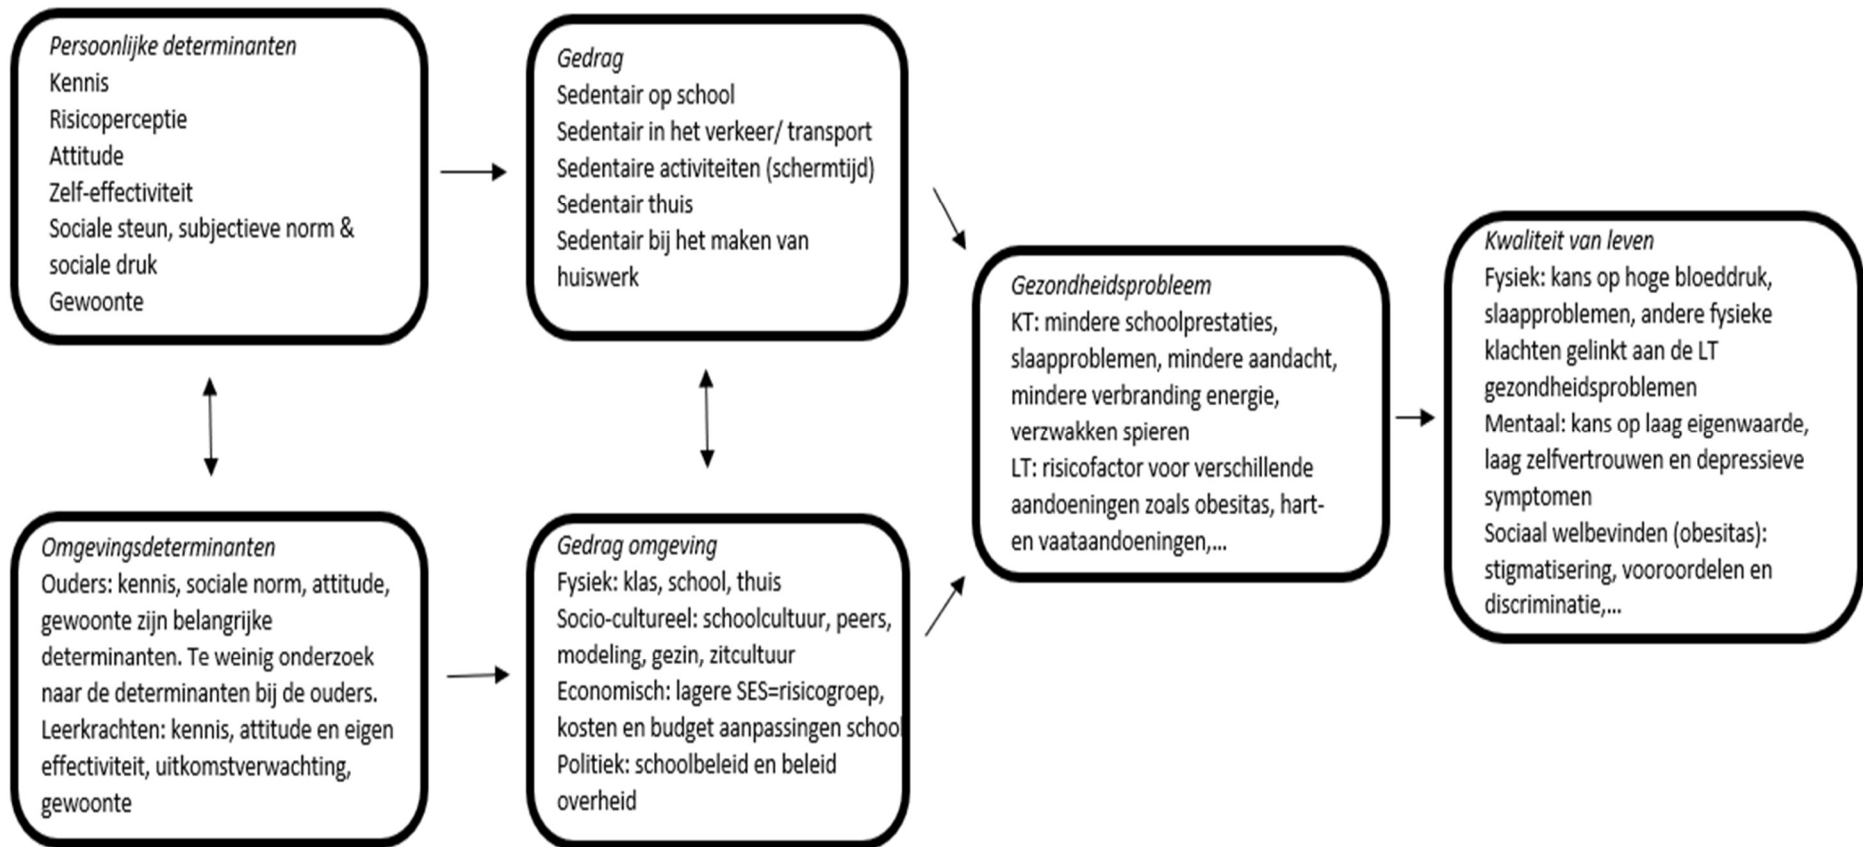 Persoonlijke determinanten
Kennis
Risicoperceptie
Attitude
Zelf-effectiviteit
Sociale steun, subjectieve norm &
sociale druk
Gewoonte
Gedrag
Sedentair op school
Sedentair in het verkeer/ transport
Sedentaire activiteiten (schermtijd)
Sedentair thuis
Sedentair bij het maken van
huiswerk
Omgevingsdeterminanten
Ouders: kennis, sociale norm, attitude,
gewoonte zijn belangrijke
determinanten. Te weinig onderzoek
naar de determinanten bij de ouders.
Leerkrachten: kennis, attitude en eigen
effectiviteit, uitkomstverwachting,
gewoonte
Gedrag omgeving
Fysiek: klas, school, thuis
Socio-cultureel: schoolcultuur, peers,
modeling, gezin, zitcultuur
Economisch: lagere SES=risicogroep,
kosten en budget aanpassingen school
Politiek: schoolbeleid en beleid
overheid
Gezondheidsprobleem
KT: mindere schoolprestaties,
slaapproblemen, mindere aandacht,
mindere verbranding energie,
verzwakken spieren
LT: risicofactor voor verschillende
aandoeningen zoals obesitas, hart-
en vaataandoeningen,...
Kwaliteit van leven
Fysiek: kans op hoge bloeddruk,
slaapproblemen, andere fysieke
klachten gelinkt aan de LT
gezondheidsproblemen
Mentaal: kans op laag eigenwaarde,
laag zelfvertrouwen en depressieve
symptomen
Sociaal welbevinden (obesitas):
stigmatisering, vooroordelen en
discriminatie,...